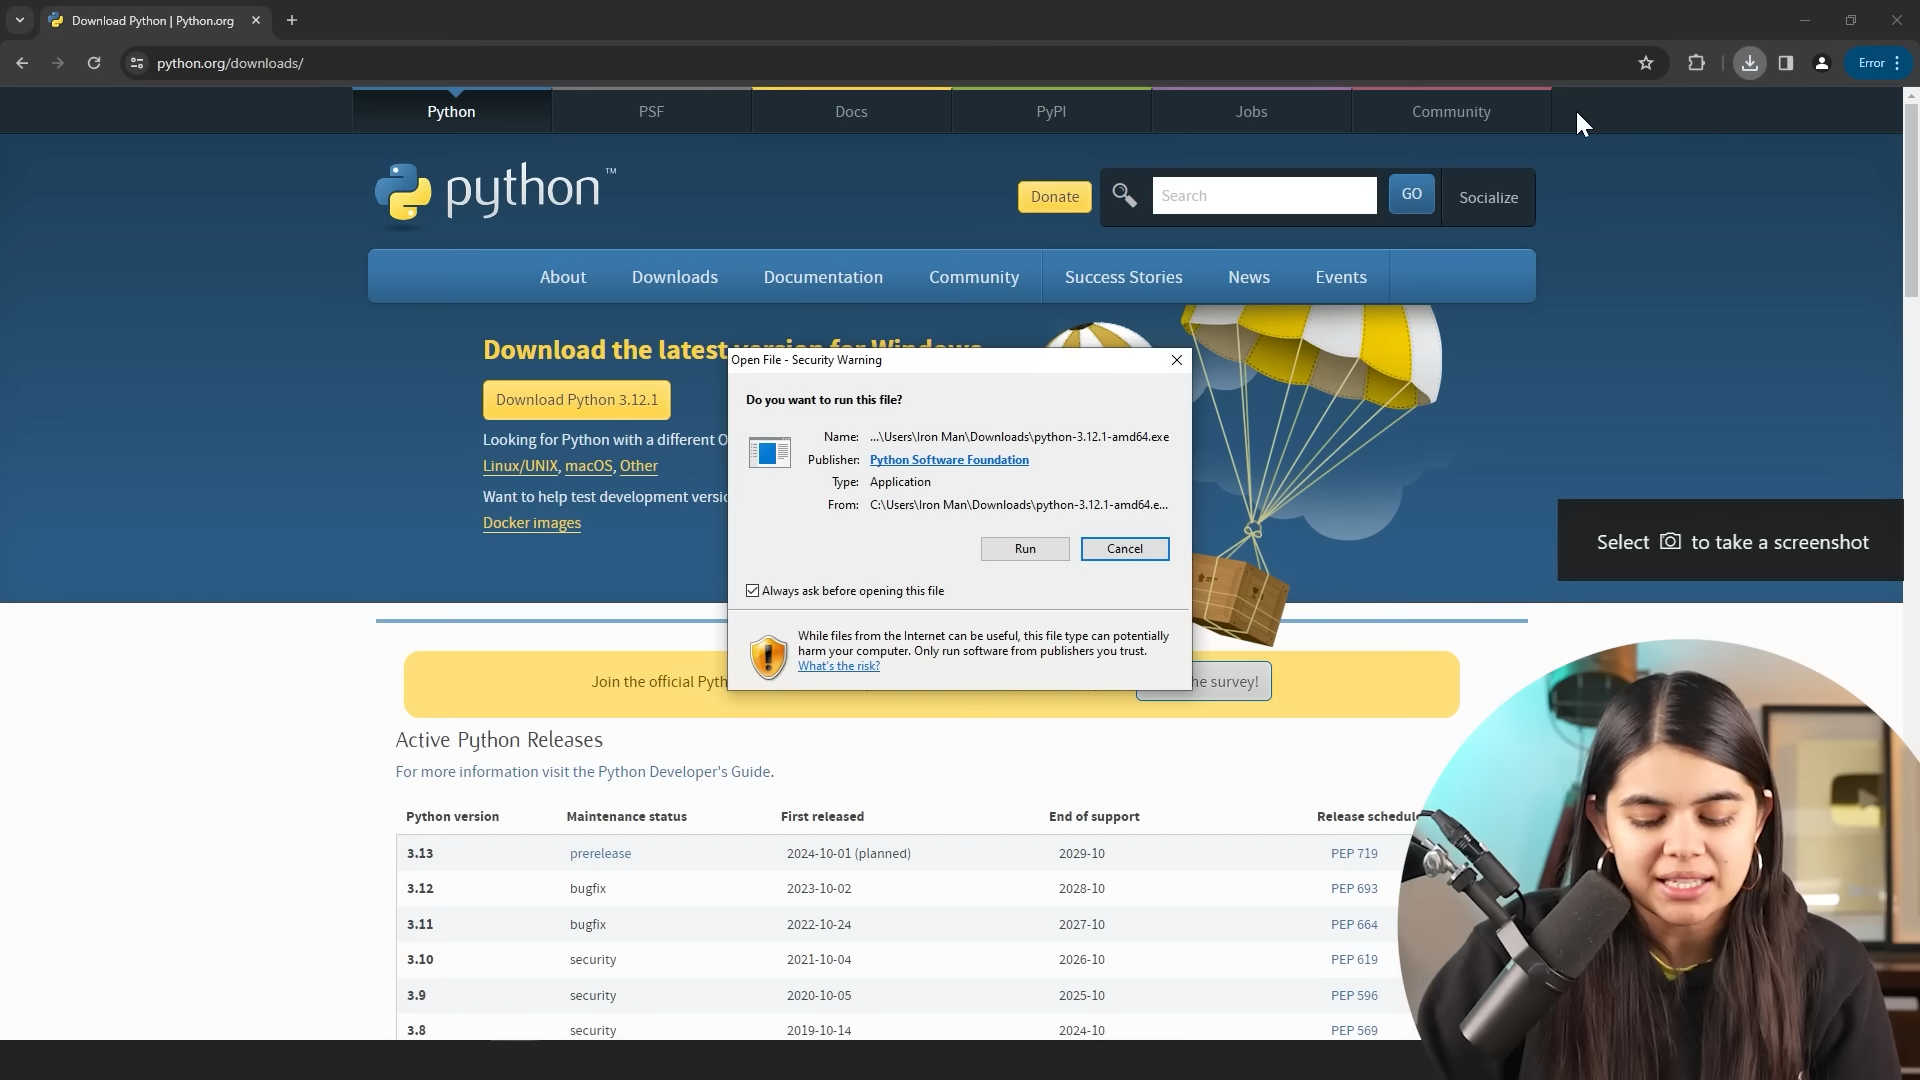 Download Python | Python.org
python.org/downloads/
Error
Python PSF Docs PyPI Jobs Community
python™
Donate Search GO Socialize
About Downloads Documentation Community Success Stories News Events
Download the latest version for Windows
Download Python 3.12.1
Looking for Python with a different O
Linux/UNIX, macOS, Other
Want to help test development versio
Docker images
Open File - Security Warning
Do you want to run this file?
Name: ...\Users\Iron Man\Downloads\python-3.12.1-amd64.exe
Publisher: Python Software Foundation
Type: Application
From: C:\Users\Iron Man\Downloads\python-3.12.1-amd64.e...
Run Cancel
Always ask before opening this file
While files from the Internet can be useful, this file type can potentially
harm your computer. Only run software from publishers you trust.
What's the risk?
Select to take a screenshot
Join the official Pyth he survey!
Active Python Releases
For more information visit the Python Developer's Guide.
Python version Maintenance status First released End of support Release schedule
3.13 prerelease 2024-10-01 (planned) 2029-10 PEP 719
3.12 bugfix 2023-10-02 2028-10 PEP 693
3.11 bugfix 2022-10-24 2027-10 PEP 664
3.10 security 2021-10-04 2026-10 PEP 619
3.9 security 2020-10-05 2025-10 PEP 596
3.8 security 2019-10-14 2024-10 PEP 569